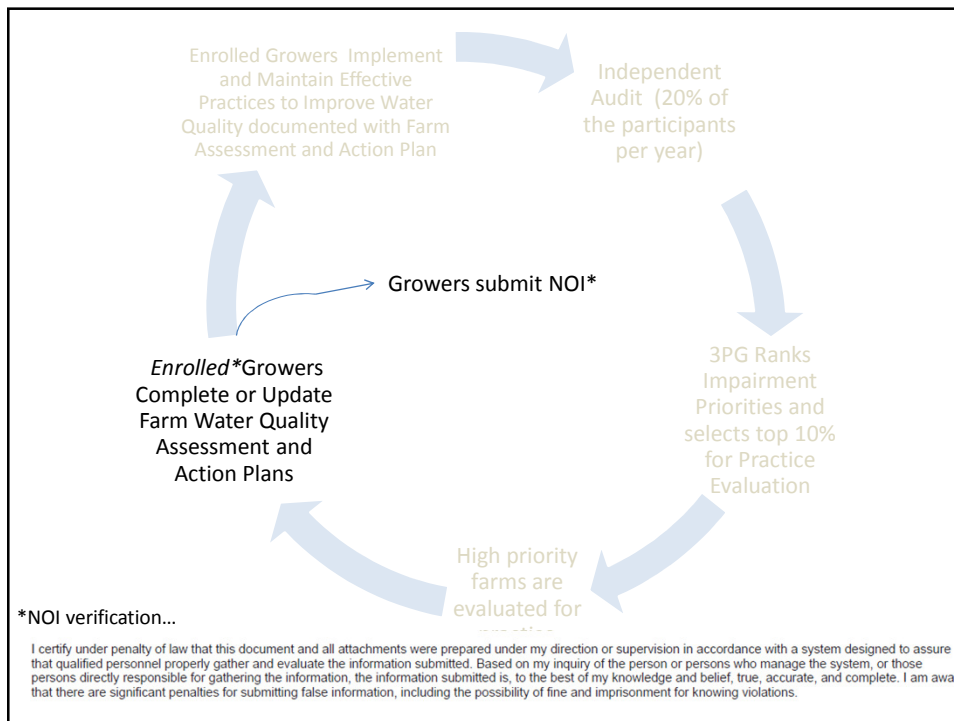 Enrolled Growers Implement
and Maintain Effective
Practices to Improve Water
Quality documented with Farm
Assessment and Action Plan
Independent
Audit (20% of
the participants
per year)
Growers submit NOI*
Enrolled*Growers
Complete or Update
Farm Water Quality
Assessment and
Action Plans
3PG Ranks
Impairment
Priorities and
selects top 10%
for Practice
Evaluation
High priority
farms are
evaluated for
*NOI verification…
I certify under penalty of law that this document and all attachments were prepared under my direction or supervision in accordance with a system designed to assure
that qualified personnel properly gather and evaluate the information submitted. Based on my inquiry of the person or persons who manage the system, or those
persons directly responsible for gathering the information, the information submitted is, to the best of my knowledge and belief, true, accurate, and complete. I am awa
that there are significant penalties for submitting false information, including the possibility of fine and imprisonment for knowing violations.